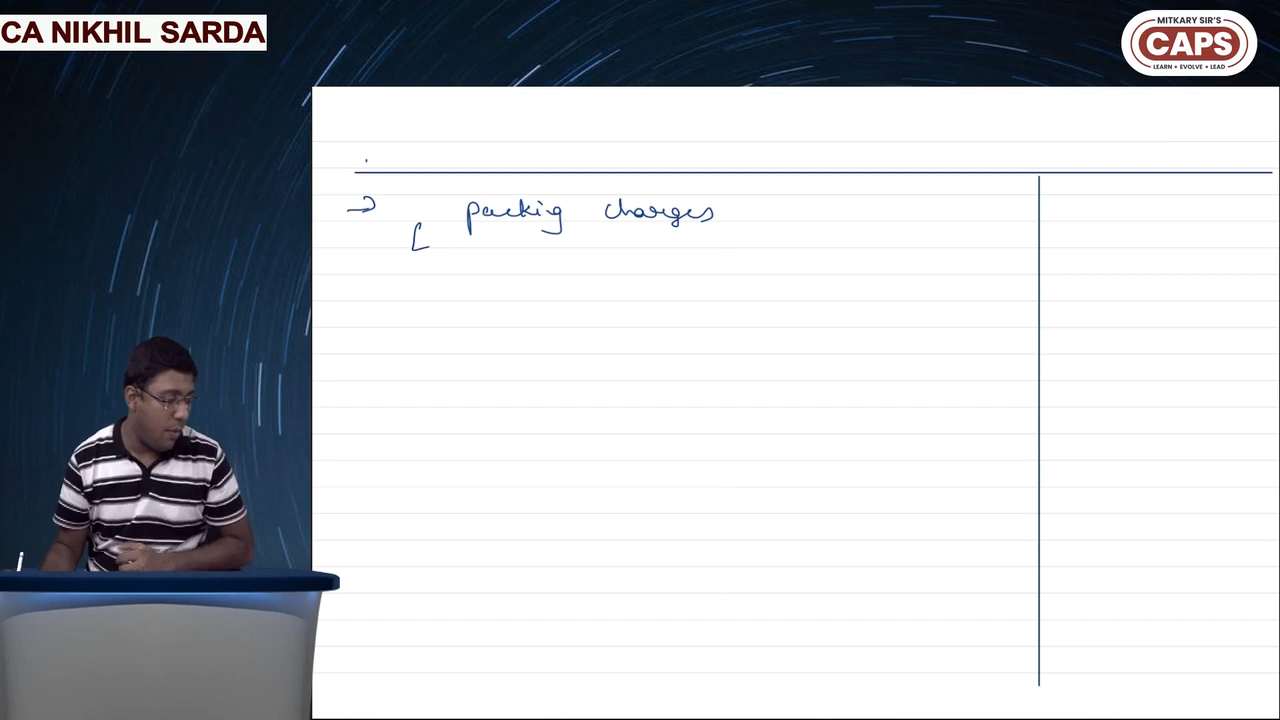 CA NIKHIL SARDA
MITKARY SIR'S
CAPS
LEARN • EVOLVE • LEAD
→ packing charges
[